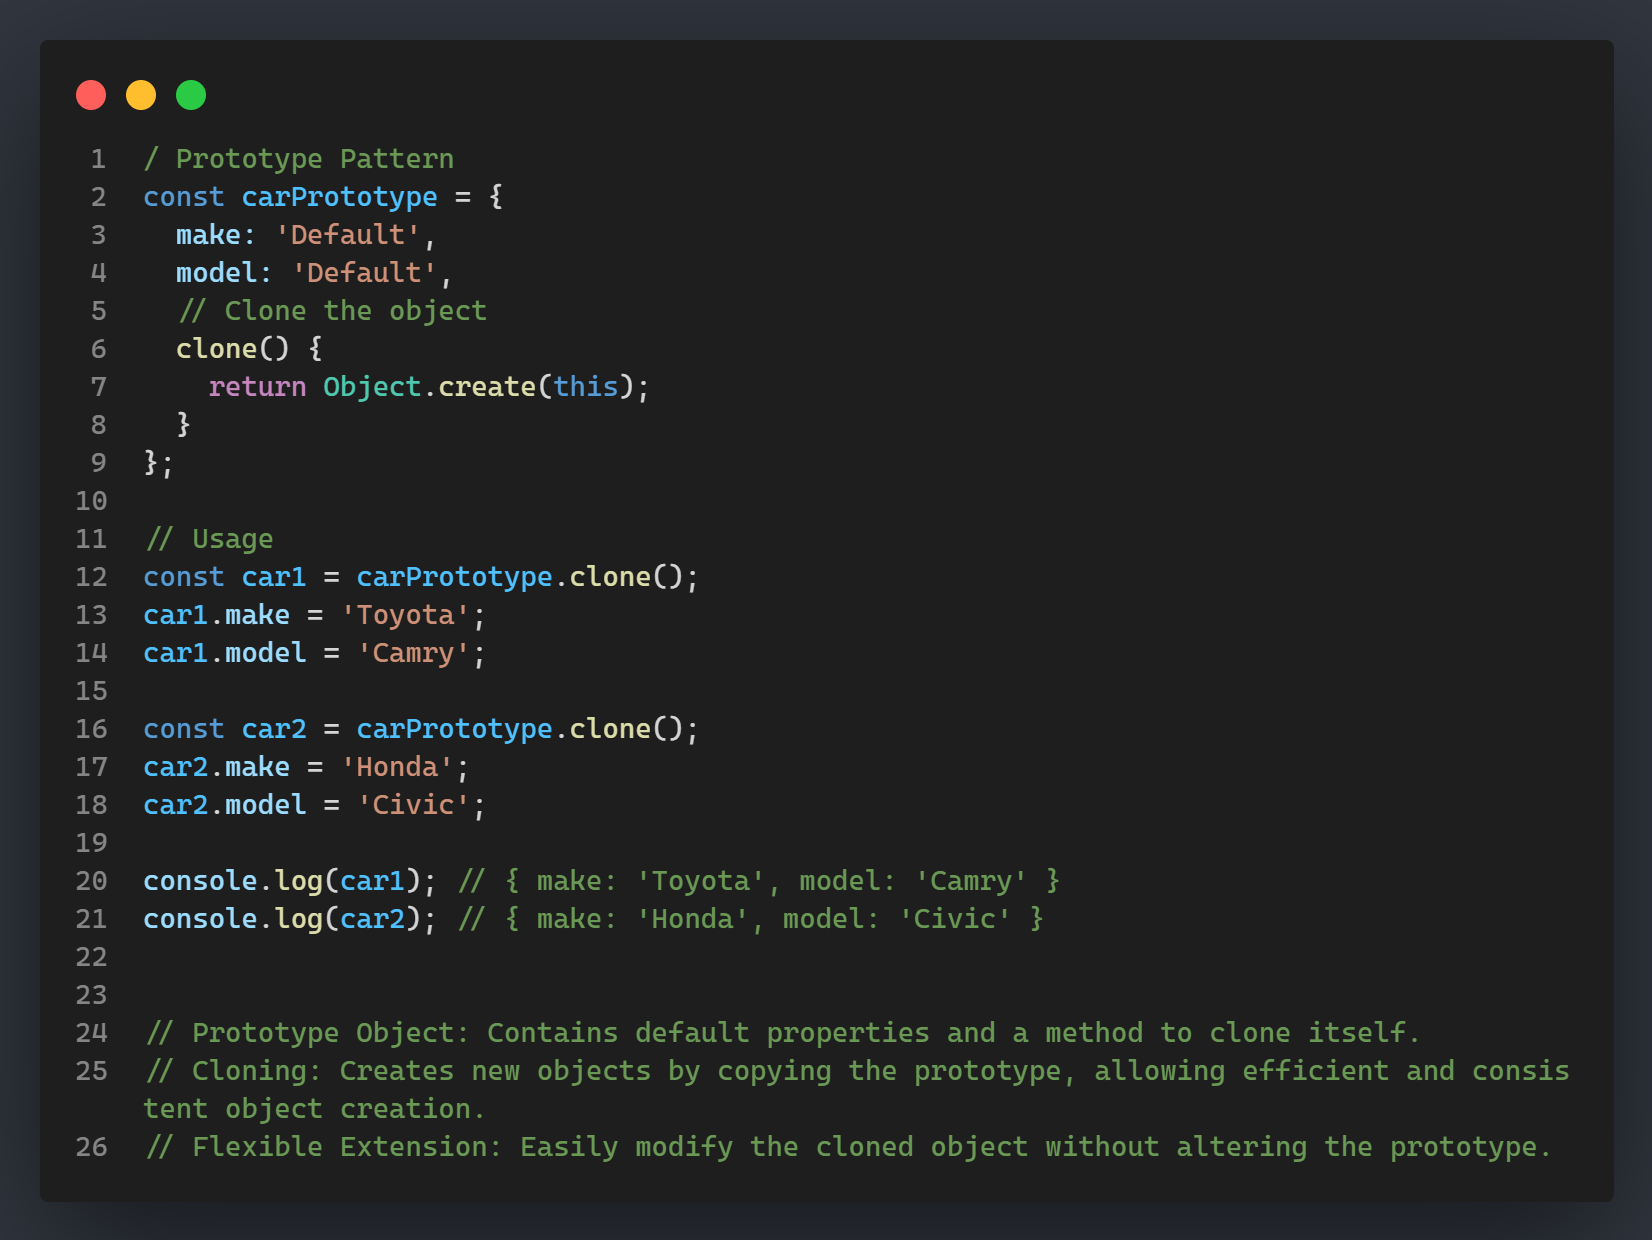 1 / Prototype Pattern
2 const carPrototype = {
3   make: 'Default',
4   model: 'Default',
5   // Clone the object
6   clone() {
7     return Object.create(this);
8   }
9 };
10
11 // Usage
12 const car1 = carPrototype.clone();
13 car1.make = 'Toyota';
14 car1.model = 'Camry';
15
16 const car2 = carPrototype.clone();
17 car2.make = 'Honda';
18 car2.model = 'Civic';
19
20 console.log(car1); // { make: 'Toyota', model: 'Camry' }
21 console.log(car2); // { make: 'Honda', model: 'Civic' }
22
23
24 // Prototype Object: Contains default properties and a method to clone itself.
25 // Cloning: Creates new objects by copying the prototype, allowing efficient and consis
tent object creation.
26 // Flexible Extension: Easily modify the cloned object without altering the prototype.